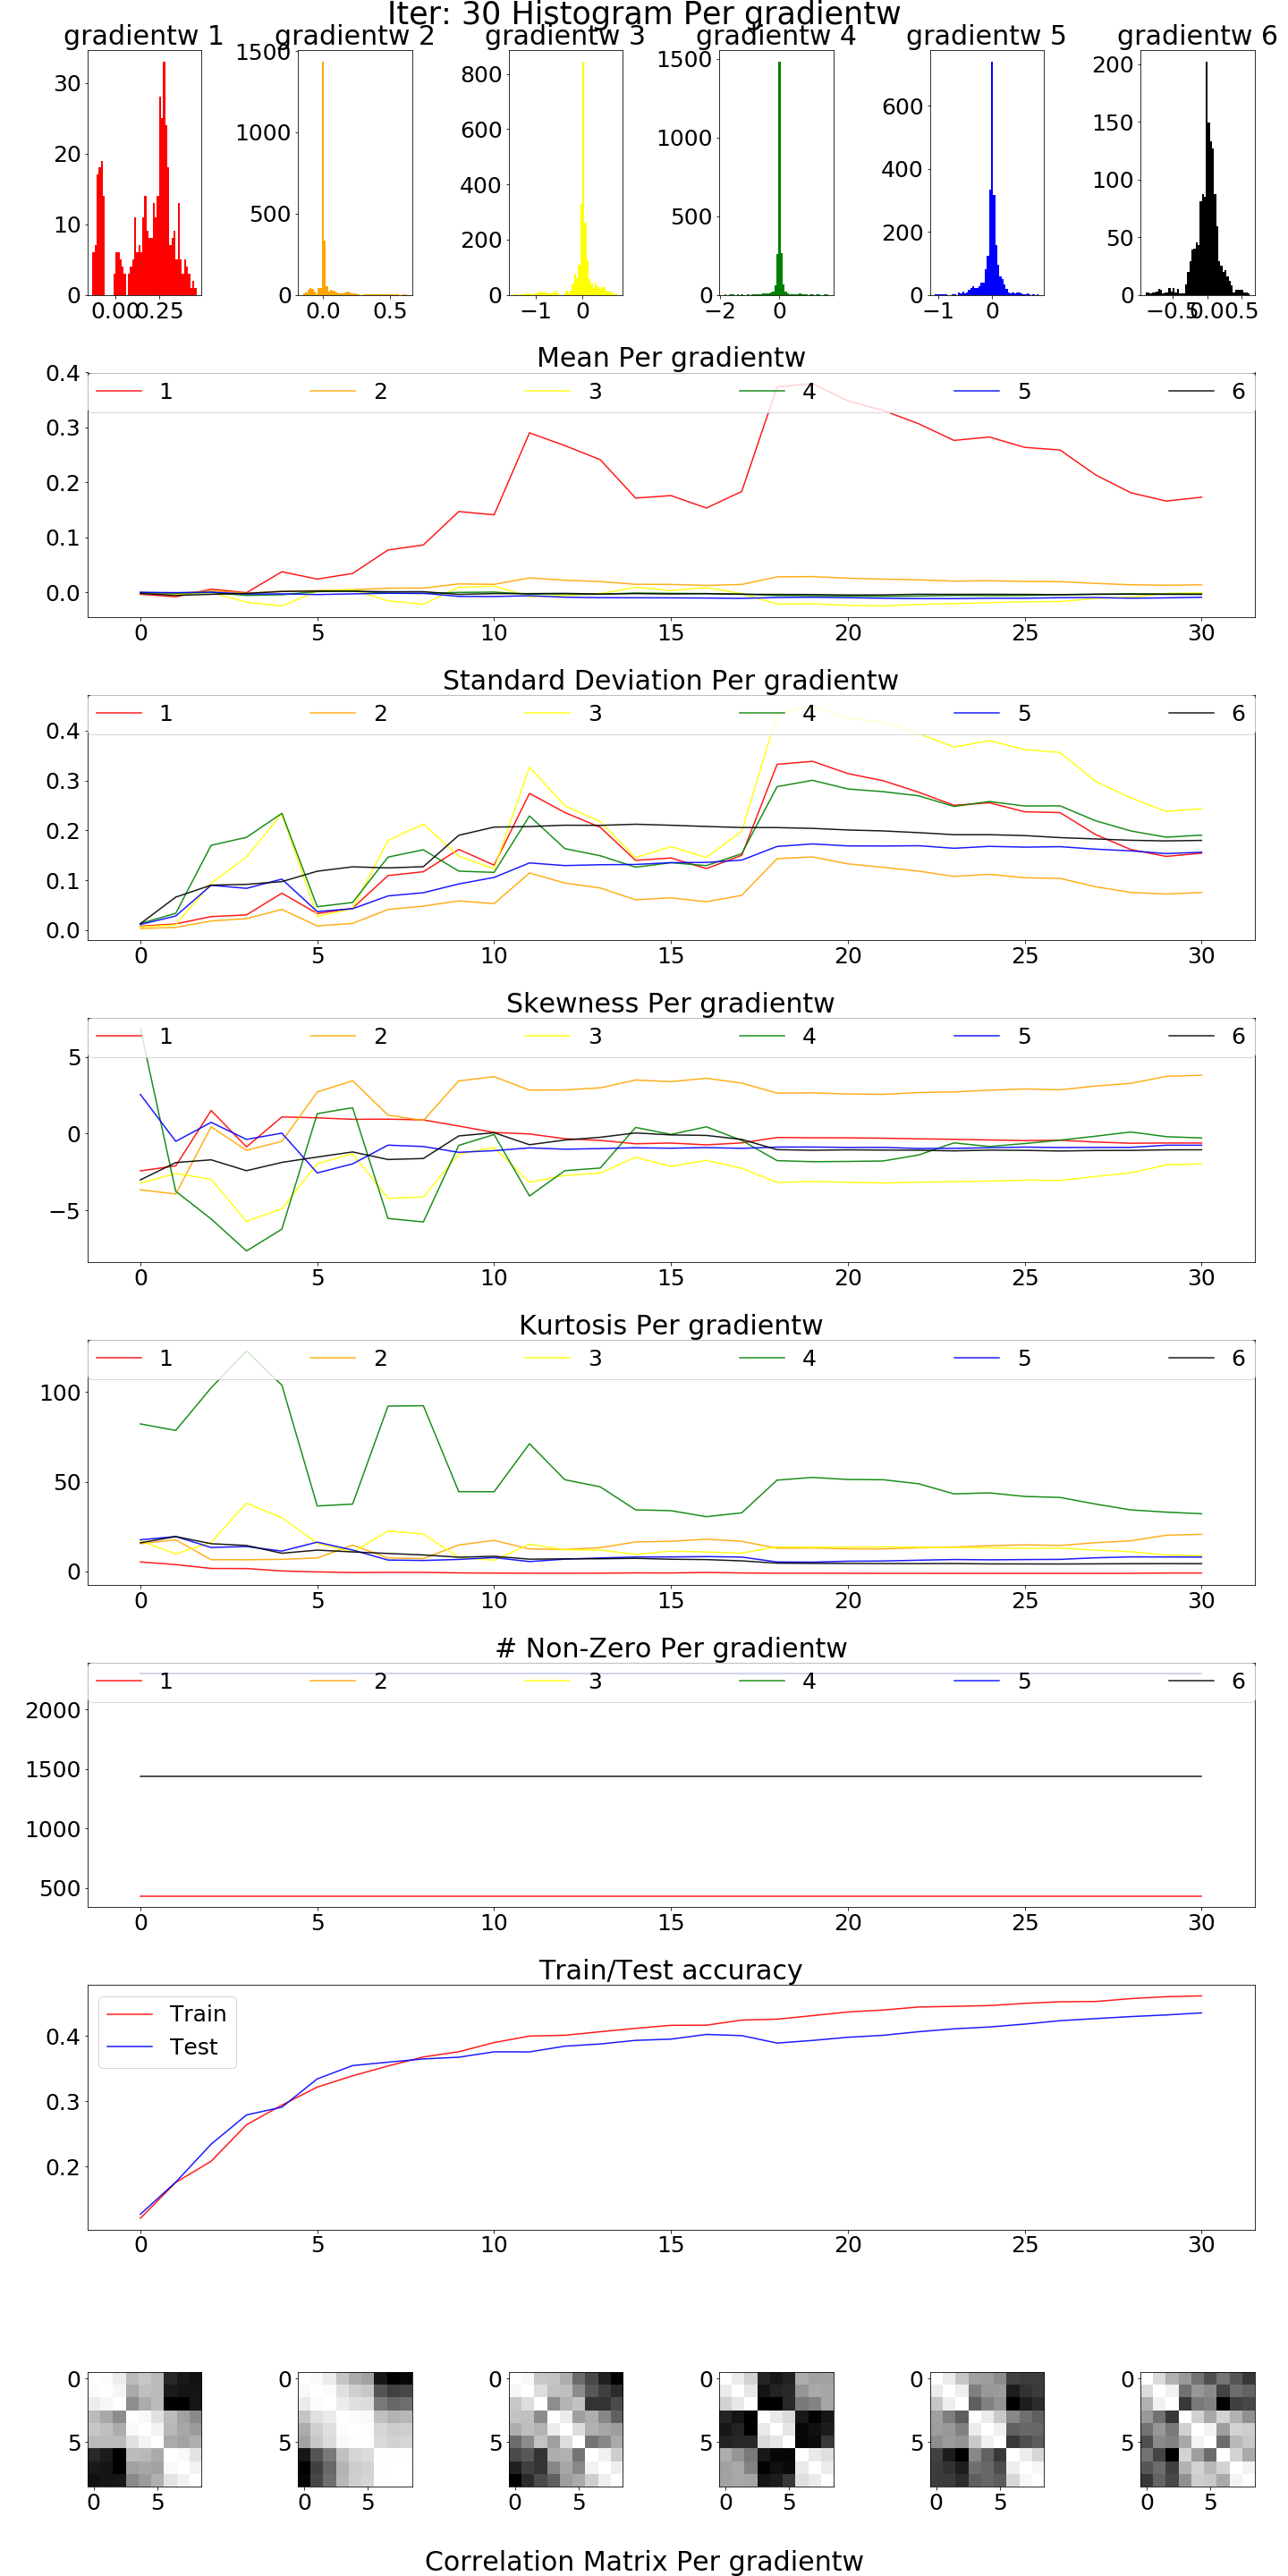 Iter: 30 Histogram Per gradientw
gradientw 1 gradientw 2 gradientw 3 gradientw 4 gradientw 5 gradientw 6
30
20
10
0
0.00 0.25
1500
1000
500
0
0.0 0.5
800
600
400
200
0
−1 0
1500
1000
500
0
−2 0
600
400
200
0
−1 0
200
150
100
50
0
−0.5 0.0 0.5
Mean Per gradientw
1 2 3 4 5 6
0.4
0.3
0.2
0.1
0.0
0 5 10 15 20 25 30
Standard Deviation Per gradientw
1 2 3 4 5 6
0.4
0.3
0.2
0.1
0.0
0 5 10 15 20 25 30
Skewness Per gradientw
1 2 3 4 5 6
5
0
−5
0 5 10 15 20 25 30
Kurtosis Per gradientw
1 2 3 4 5 6
100
50
0
0 5 10 15 20 25 30
# Non-Zero Per gradientw
1 2 3 4 5 6
2000
1500
1000
500
0 5 10 15 20 25 30
Train/Test accuracy
Train
Test
0.4
0.3
0.2
0 5 10 15 20 25 30
0 0 0 0 0 0
5 5 5 5 5 5
0 5 0 5 0 5 0 5 0 5 0 5
Correlation Matrix Per gradientw